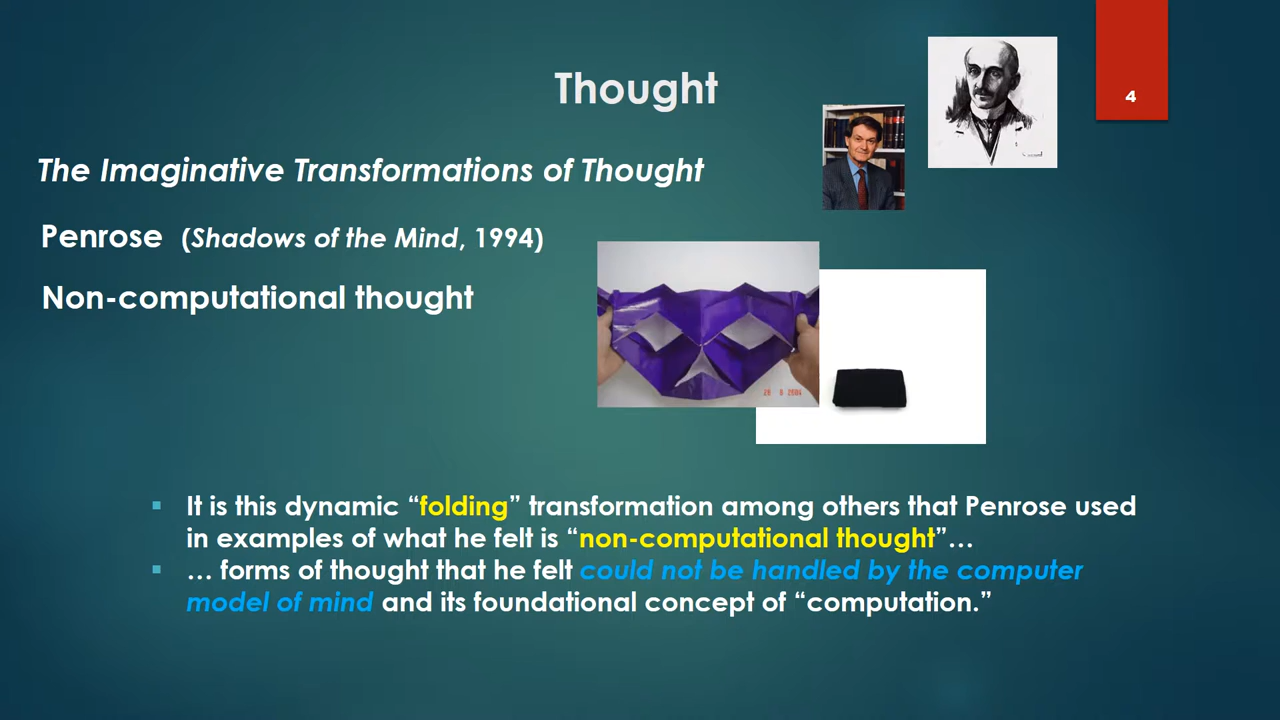 Thought
4
The Imaginative Transformations of Thought
Penrose (Shadows of the Mind, 1994)
Non-computational thought
▪ It is this dynamic “folding” transformation among others that Penrose used
in examples of what he felt is “non-computational thought”…
▪ … forms of thought that he felt could not be handled by the computer
model of mind and its foundational concept of “computation.”